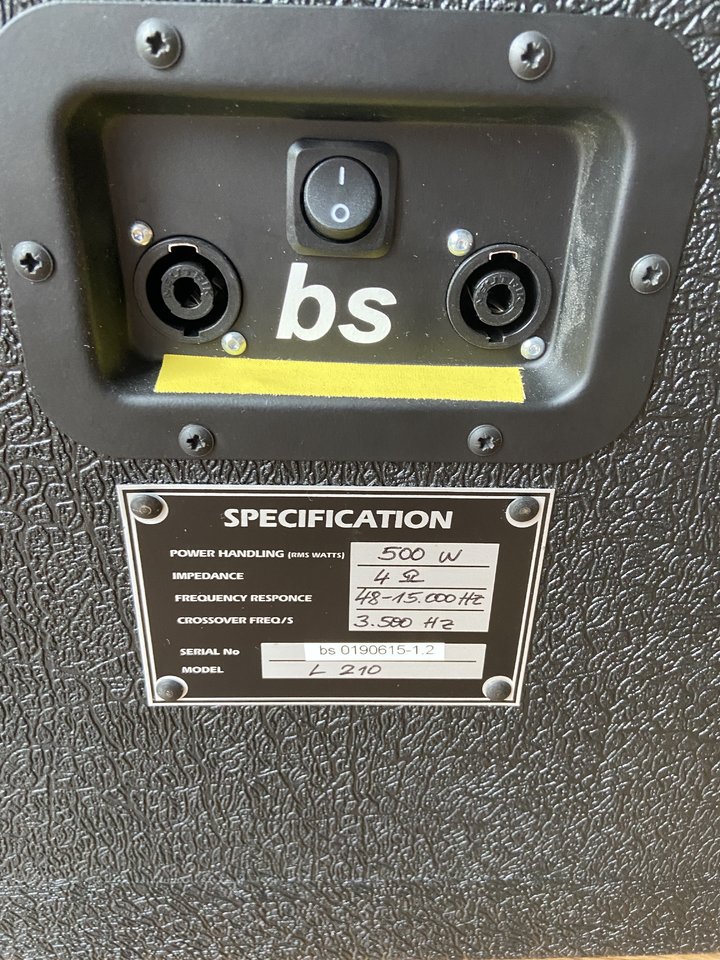 I
O
bs
SPECIFICATION
POWER HANDLING (RMS WATTS) 500 W
IMPEDANCE 4 Ω
FREQUENCY RESPONCE 48-15.000 Hz
CROSSOVER FREQ/S 3.500 Hz
SERIAL No bs 0190615-1.2
MODEL L 210